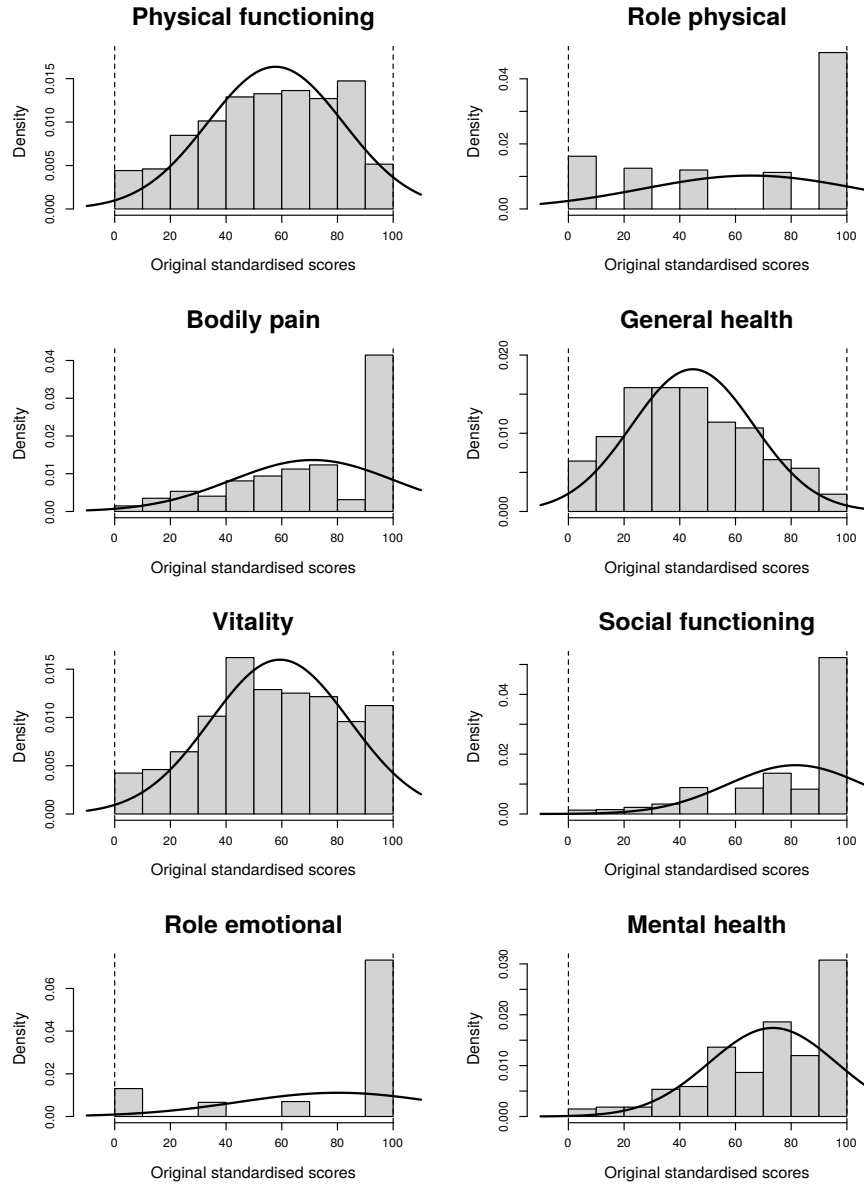 Physical functioning
Density
0.000 0.005 0.010 0.015
0 20 40 60 80 100
Original standardised scores
Role physical
Density
0.00 0.02 0.04
0 20 40 60 80 100
Original standardised scores
Bodily pain
Density
0.00 0.01 0.02 0.03 0.04
0 20 40 60 80 100
Original standardised scores
General health
Density
0.000 0.010 0.020
0 20 40 60 80 100
Original standardised scores
Vitality
Density
0.000 0.005 0.010 0.015
0 20 40 60 80 100
Original standardised scores
Social functioning
Density
0.00 0.02 0.04
0 20 40 60 80 100
Original standardised scores
Role emotional
Density
0.00 0.02 0.04 0.06
0 20 40 60 80 100
Original standardised scores
Mental health
Density
0.000 0.010 0.020 0.030
0 20 40 60 80 100
Original standardised scores